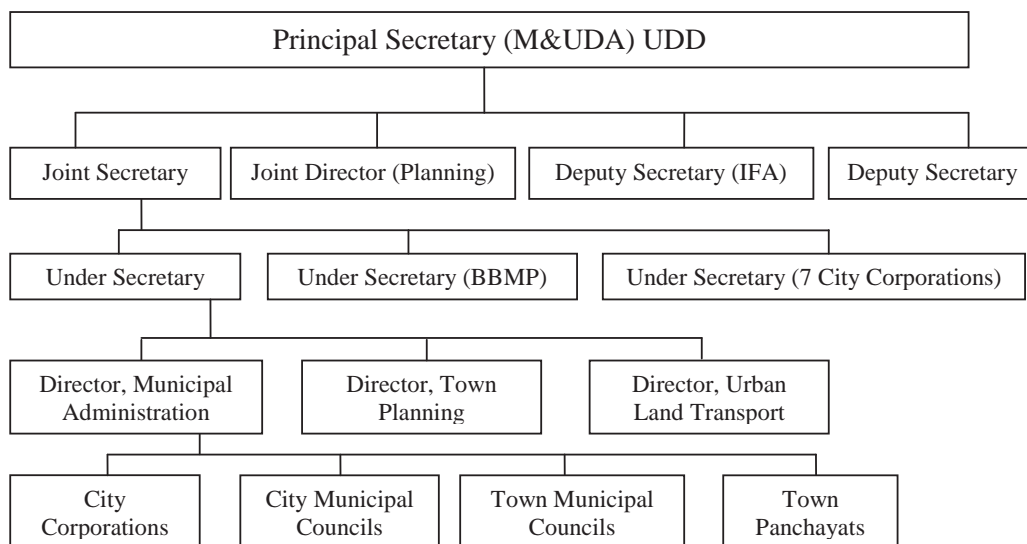 Principal Secretary (M&UDA) UDD
Joint Secretary
Joint Director (Planning)
Deputy Secretary (IFA)
Deputy Secretary
Under Secretary
Under Secretary (BBMP)
Under Secretary (7 City Corporations)
Director, Municipal
Administration
Director, Town
Planning
Director, Urban
Land Transport
City
Corporations
City Municipal
Councils
Town Municipal
Councils
Town
Panchayats